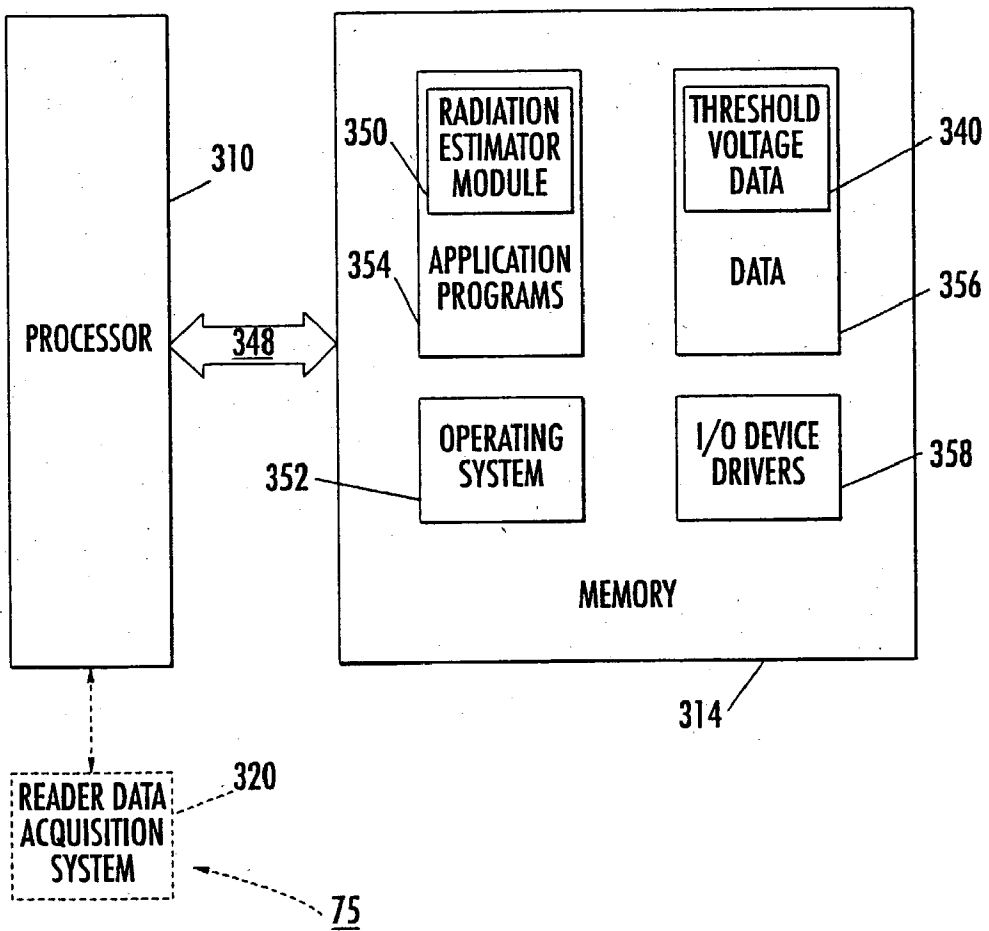 310
PROCESSOR
348
350
RADIATION
ESTIMATOR
MODULE
354
APPLICATION
PROGRAMS
THRESHOLD
VOLTAGE
DATA
340
DATA
356
352
OPERATING
SYSTEM
I/O DEVICE
DRIVERS
358
MEMORY
314
READER DATA
ACQUISITION
SYSTEM
320
75